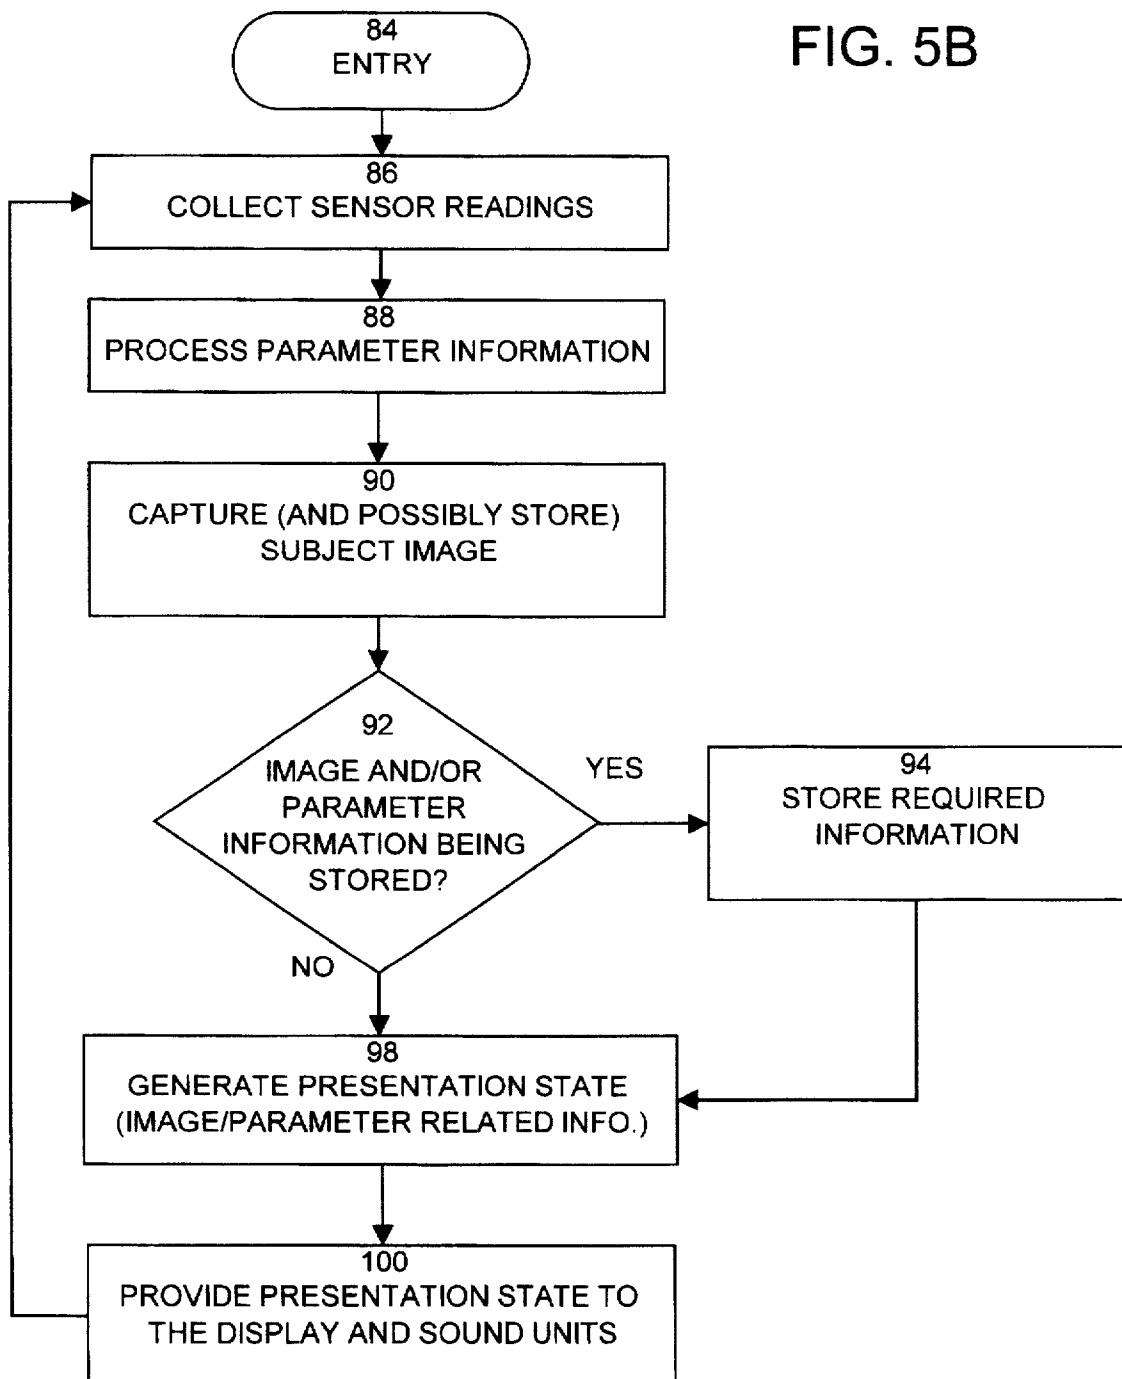 FIG. 5B
84
ENTRY
86
COLLECT SENSOR READINGS
88
PROCESS PARAMETER INFORMATION
90
CAPTURE (AND POSSIBLY STORE)
SUBJECT IMAGE
92
IMAGE AND/OR
PARAMETER
INFORMATION BEING
STORED?
YES
94
STORE REQUIRED
INFORMATION
NO
98
GENERATE PRESENTATION STATE
(IMAGE/PARAMETER RELATED INFO.)
100
PROVIDE PRESENTATION STATE TO
THE DISPLAY AND SOUND UNITS